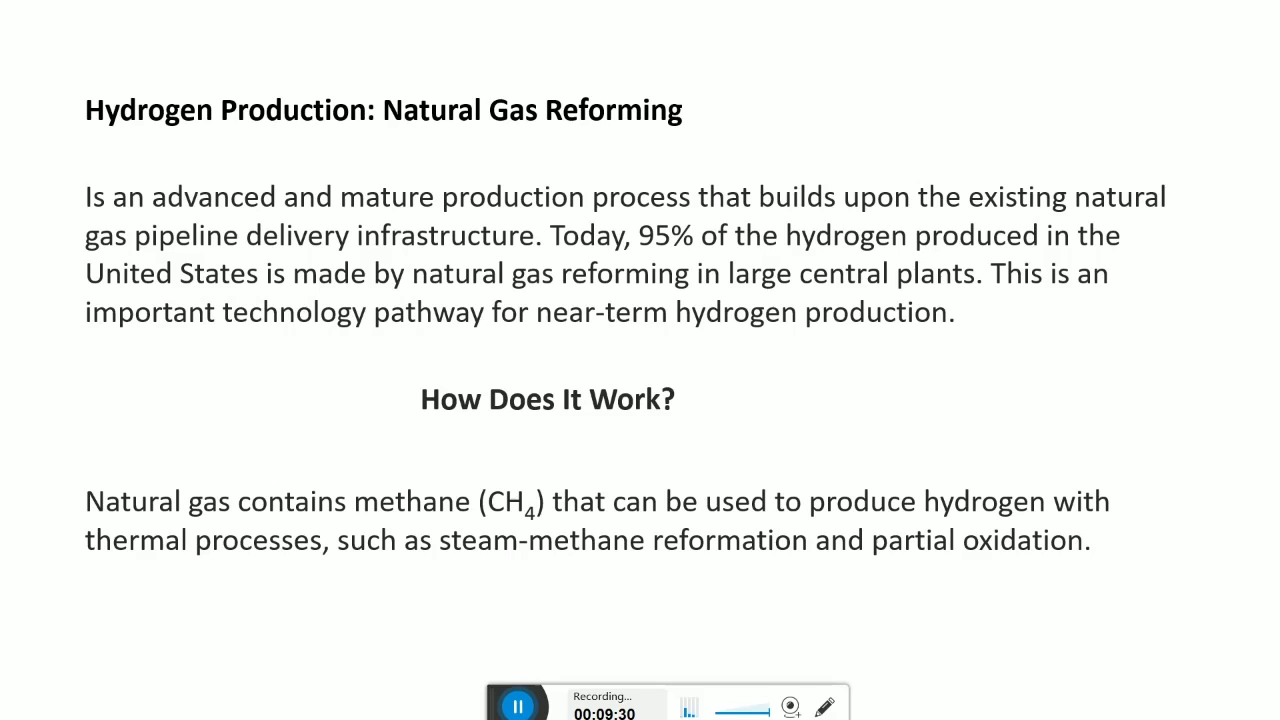 Hydrogen Production: Natural Gas Reforming
Is an advanced and mature production process that builds upon the existing natural
gas pipeline delivery infrastructure. Today, 95% of the hydrogen produced in the
United States is made by natural gas reforming in large central plants. This is an
important technology pathway for near-term hydrogen production.
How Does It Work?
Natural gas contains methane (CH₄) that can be used to produce hydrogen with
thermal processes, such as steam-methane reformation and partial oxidation.
Recording...
00:09:30